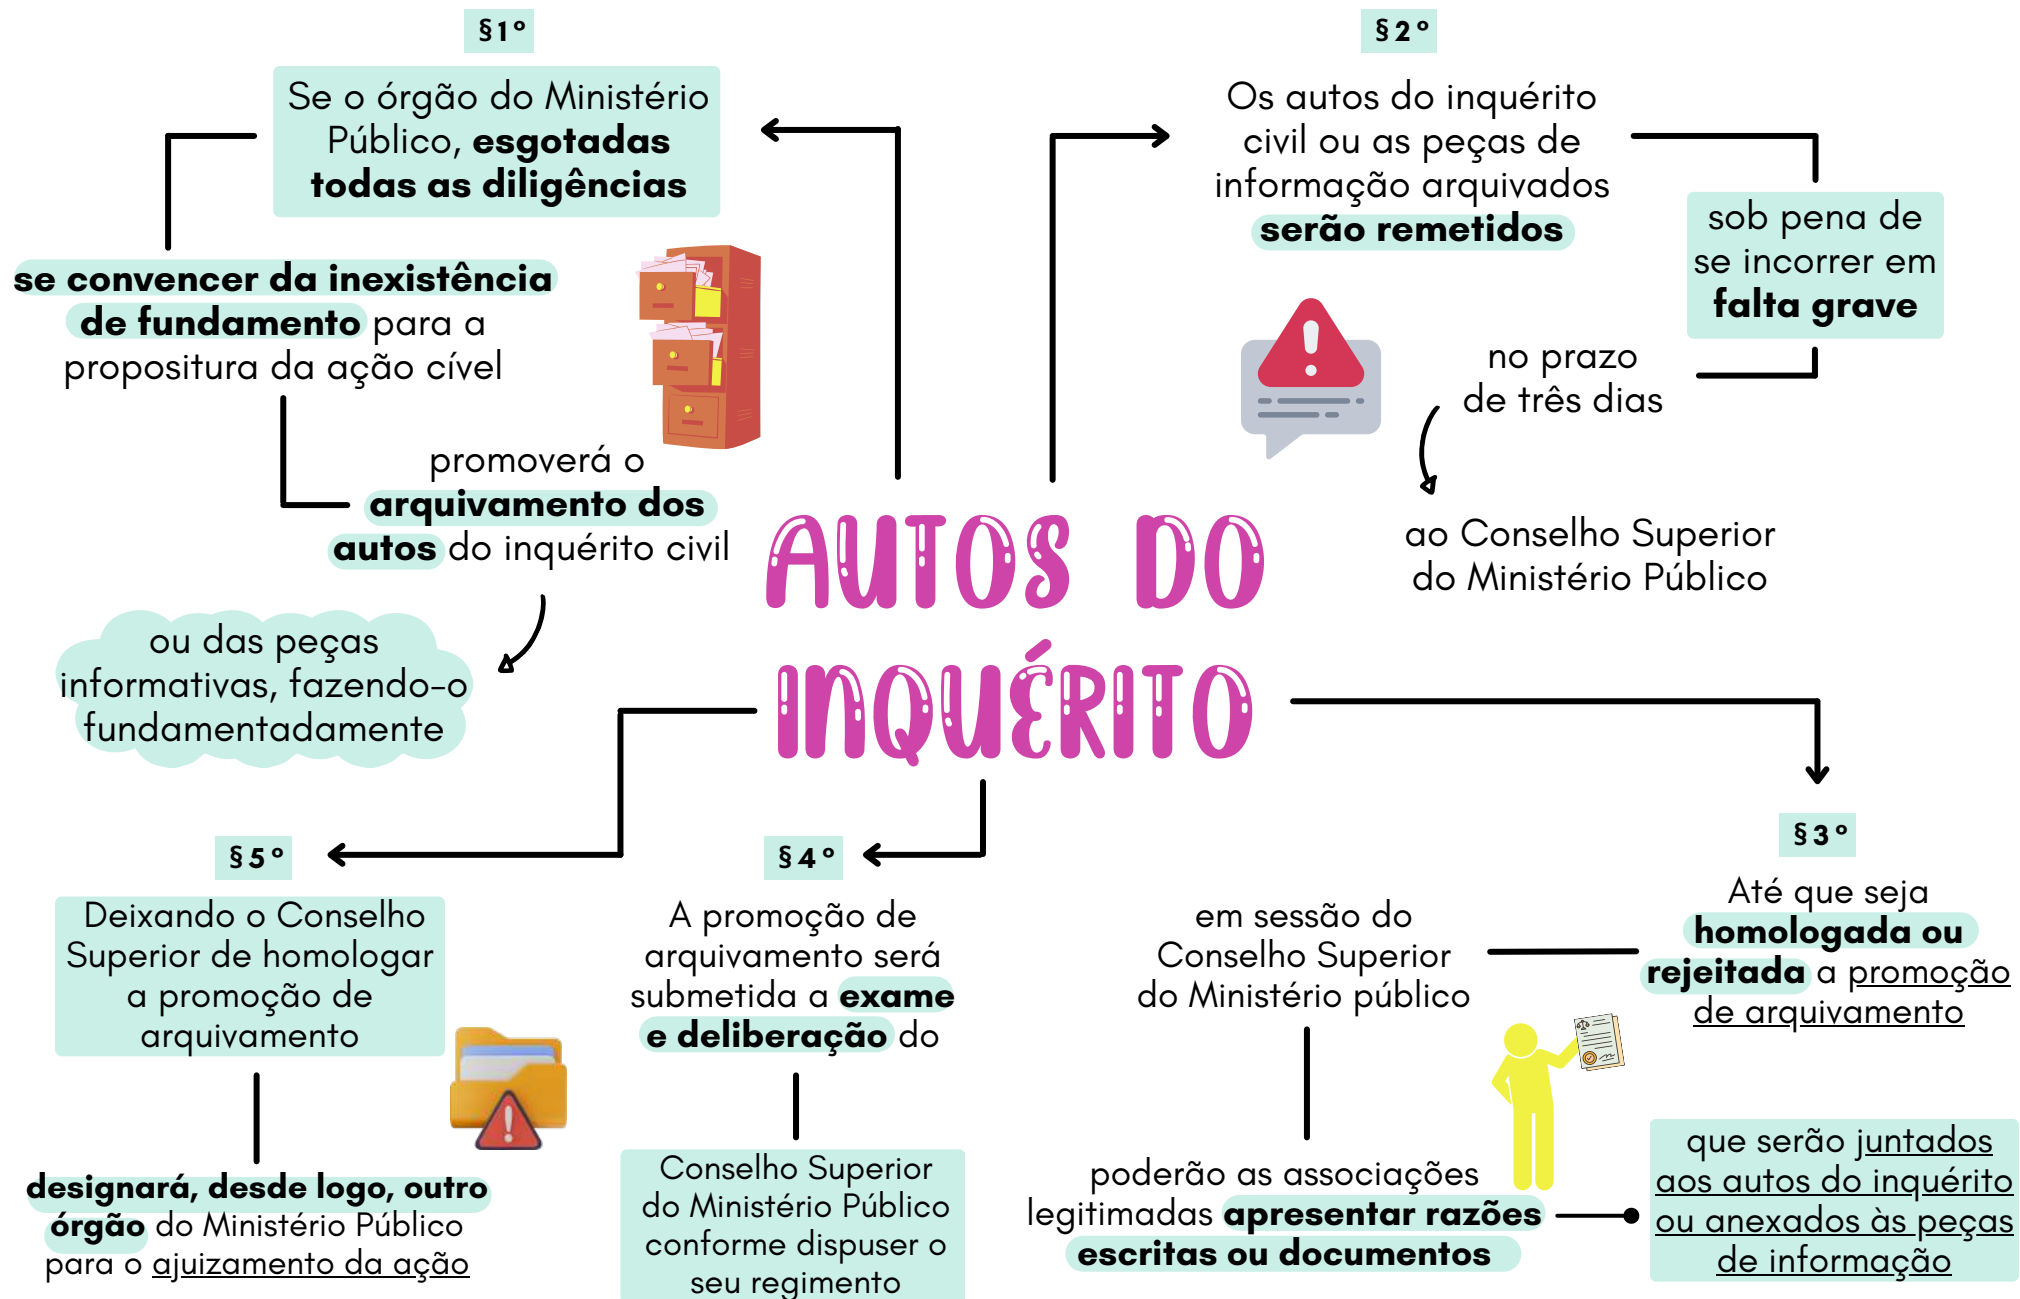 §1º
Se o órgão do Ministério
Público, esgotadas
todas as diligências
se convencer da inexistência
de fundamento para a
propositura da ação cível
promoverá o
arquivamento dos
autos do inquérito civil
ou das peças
informativas, fazendo-o
fundamentadamente
§2º
Os autos do inquérito
civil ou as peças de
informação arquivados
serão remetidos
sob pena de
se incorrer em
falta grave
no prazo
de três dias
ao Conselho Superior
do Ministério Público
AUTOS DO
INQUÉRITO
§3º
Até que seja
homologada ou
rejeitada a promoção
de arquivamento
em sessão do
Conselho Superior
do Ministério público
poderão as associações
legitimadas apresentar razões
escritas ou documentos
que serão juntados
aos autos do inquérito
ou anexados às peças
de informação
§4º
A promoção de
arquivamento será
submetida a exame
e deliberação do
Conselho Superior
do Ministério Público
conforme dispuser o
seu regimento
§5º
Deixando o Conselho
Superior de homologar
a promoção de
arquivamento
designará, desde logo, outro
órgão do Ministério Público
para o ajuizamento da ação